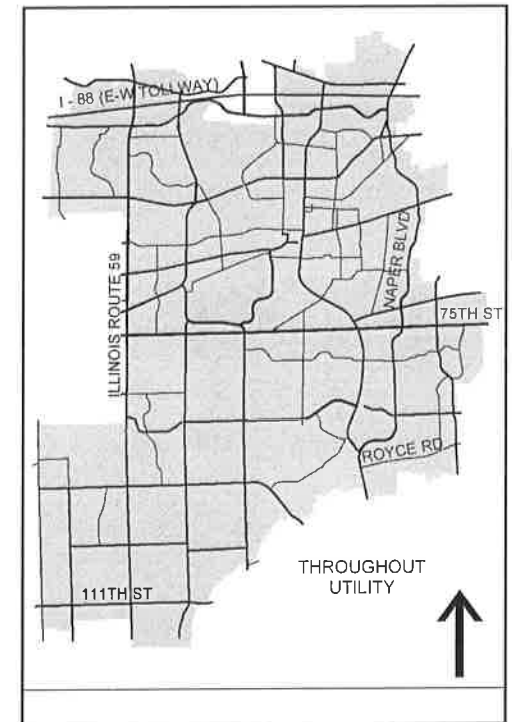 I - 88 (E-W TOLLWAY)
ILLINOIS ROUTE 59
NAPER BLVD
75TH ST
ROYCE RD
THROUGHOUT
UTILITY
111TH ST